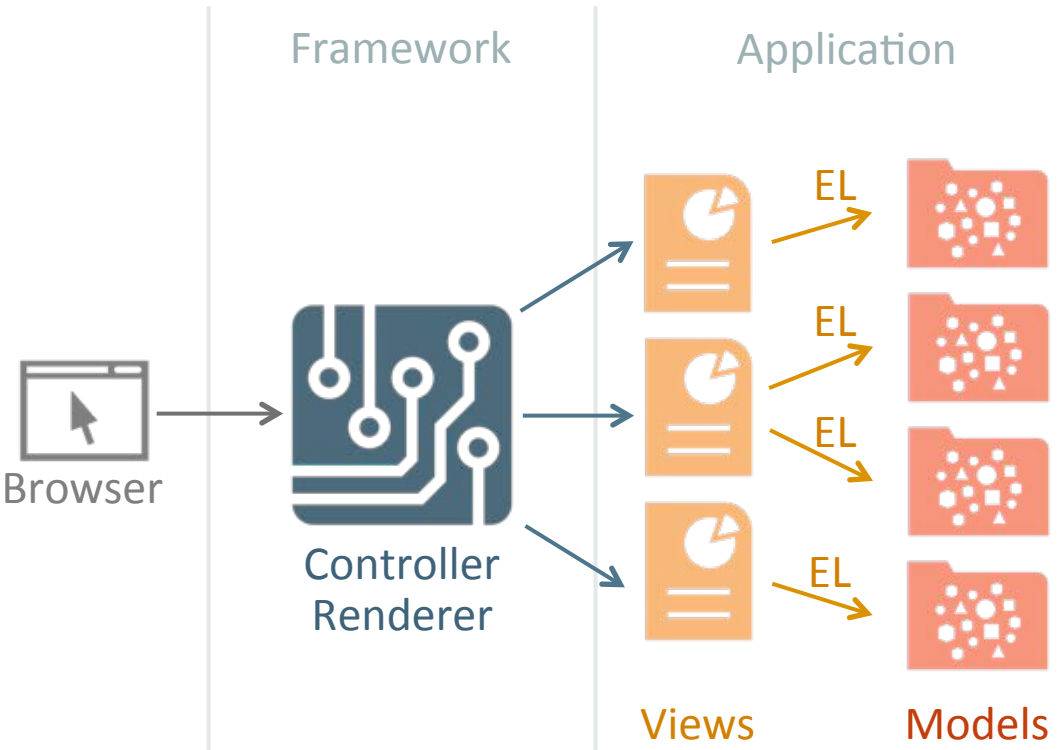 Framework
Application
EL
EL
EL
EL
Browser
Controller
Renderer
Views
Models